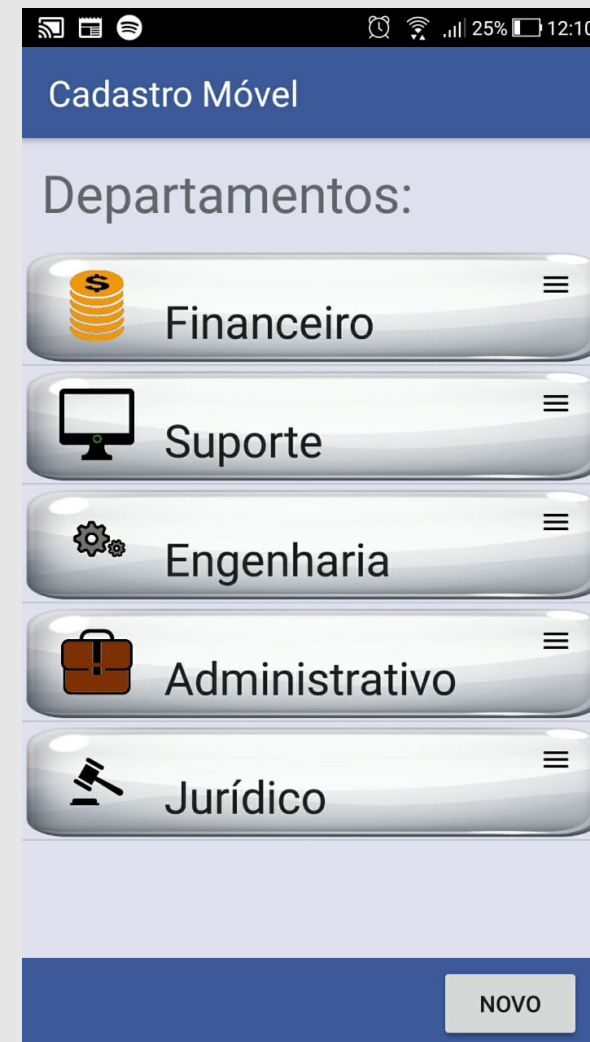 25% 12:10
Cadastro Móvel
Departamentos:
$
Financeiro
Suporte
Engenharia
Administrativo
Jurídico
NOVO